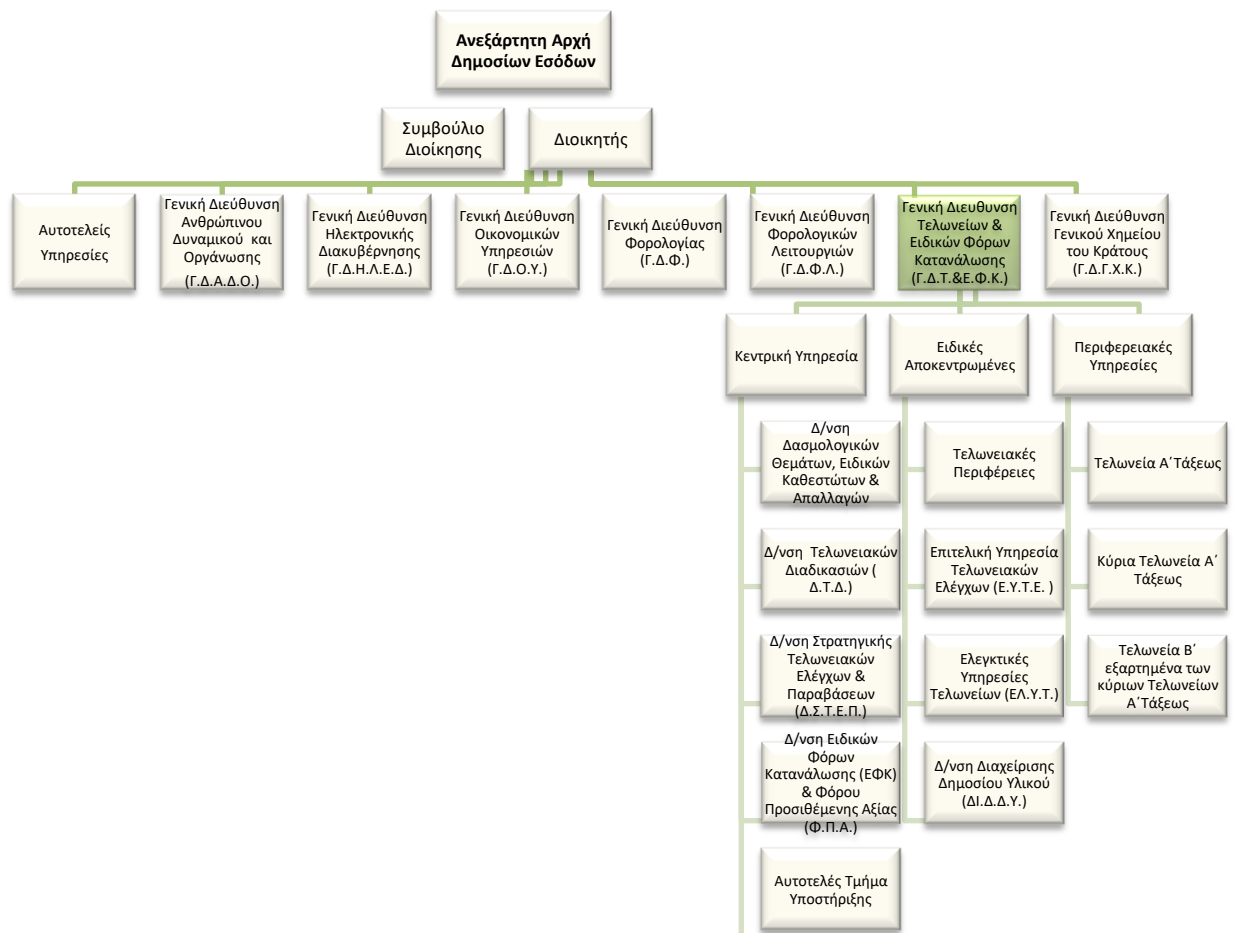 Ανεξάρτητη Αρχή
Δημοσίων Εσόδων
Συμβούλιο
Διοίκησης
Διοικητής
Αυτοτελείς
Υπηρεσίες
Γενική Διεύθυνση
Ανθρώπινου
Δυναμικού και
Οργάνωσης
(Γ.Δ.Α.Δ.Ο.)
Γενική Διεύθυνση
Ηλεκτρονικής
Διακυβέρνησης
(Γ.Δ.Η.Λ.Ε.Δ.)
Γενική Διεύθυνση
Οικονομικών
Υπηρεσιών
(Γ.Δ.Ο.Υ.)
Γενική Διεύθυνση
Φορολογίας
(Γ.Δ.Φ.)
Γενική Διεύθυνση
Φορολογικών
Λειτουργιών
(Γ.Δ.Φ.Λ.)
Γενική Διευθυνση
Τελωνείων &
Ειδικών Φόρων
Κατανάλωσης
(Γ.Δ.Τ.&Ε.Φ.Κ.)
Γενική Διεύθυνση
Γενικού Χημείου
του Κράτους
(Γ.Δ.Γ.Χ.Κ.)
Κεντρική Υπηρεσία
Ειδικές
Αποκεντρωμένες
Περιφερειακές
Υπηρεσίες
Δ/νση
Δασμολογικών
Θεμάτων, Ειδικών
Καθεστώτων &
Απαλλαγών
Τελωνειακές
Περιφέρειες
Τελωνεία Α΄Τάξεως
Δ/νση Τελωνειακών
Διαδικασιών (
Δ.Τ.Δ.)
Επιτελική Υπηρεσία
Τελωνειακών
Ελέγχων (Ε.Υ.Τ.Ε. )
Κύρια Τελωνεία Α΄
Τάξεως
Δ/νση Στρατηγικής
Τελωνειακών
Ελέγχων &
Παραβάσεων
(Δ.Σ.Τ.Ε.Π.)
Ελεγκτικές
Υπηρεσίες
Τελωνείων (ΕΛ.Υ.Τ.)
Τελωνεία Β΄
εξαρτημένα των
κύριων Τελωνείων
Α΄Τάξεως
Δ/νση Ειδικών
Φόρων
Κατανάλωσης (ΕΦΚ)
& Φόρου
Προσιθέμενης Αξίας
(Φ.Π.Α.)
Δ/νση Διαχείρισης
Δημοσίου Υλικού
(ΔΙ.Δ.Δ.Υ.)
Αυτοτελές Τμήμα
Υποστήριξης